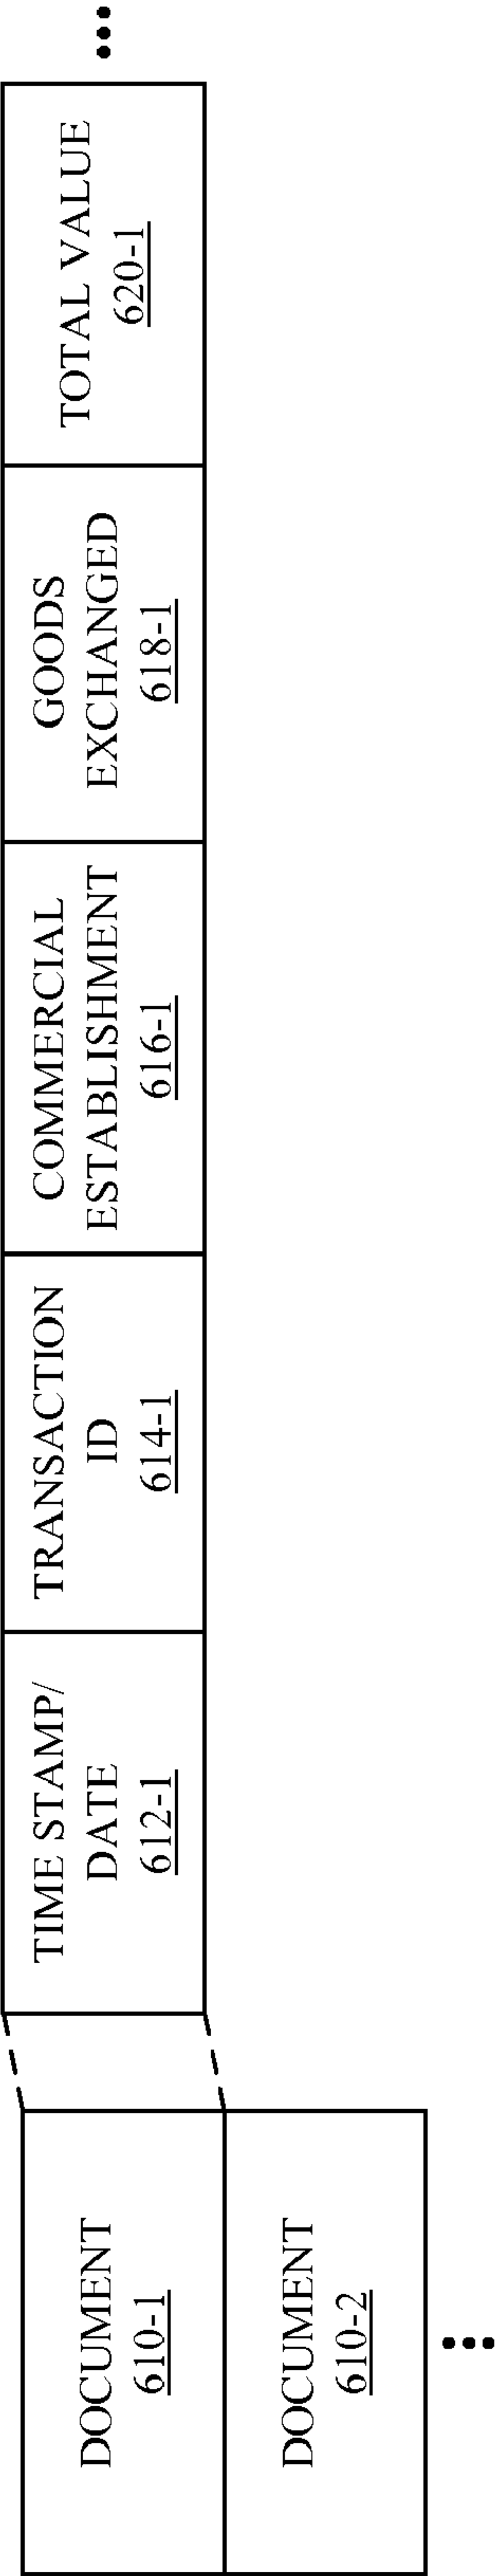 DOCUMENT
610-1
DOCUMENT
610-2
TIME STAMP/
DATE
612-1
TRANSACTION
ID
614-1
COMMERCIAL
ESTABLISHMENT
616-1
GOODS
EXCHANGED
618-1
TOTAL VALUE
620-1